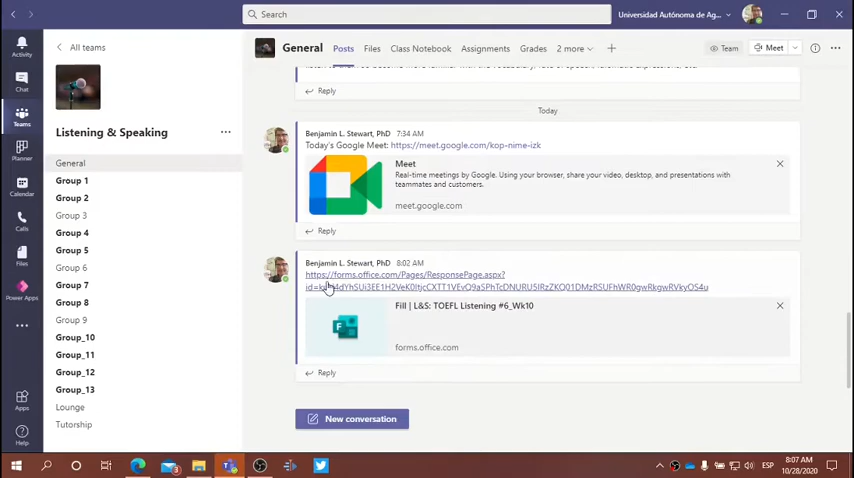 Search
Universidad Autónoma de Ag...
Activity
Chat
Teams
Planner
Calendar
Calls
Files
Power Apps
Apps
Help
All teams
Listening & Speaking
General
Group 1
Group 2
Group 3
Group 4
Group 5
Group 6
Group 7
Group 8
Group 9
Group_10
Group_11
Group_12
Group_13
Lounge
Tutorship
General
Posts
Files
Class Notebook
Assignments
Grades
2 more
Team
Meet
Reply
Today
Benjamin L. Stewart, PhD 7:34 AM
Today's Google Meet: https://meet.google.com/kop-nime-izk
Meet
Real-time meetings by Google. Using your browser, share your video, desktop, and presentations with
teammates and customers.
meet.google.com
Reply
Benjamin L. Stewart, PhD 8:02 AM
https://forms.office.com/Pages/ResponsePage.aspx?
Fill | L&S: TOEFL Listening #6_Wk10
forms.office.com
Reply
New conversation
3
ESP
8:07 AM
10/28/2020